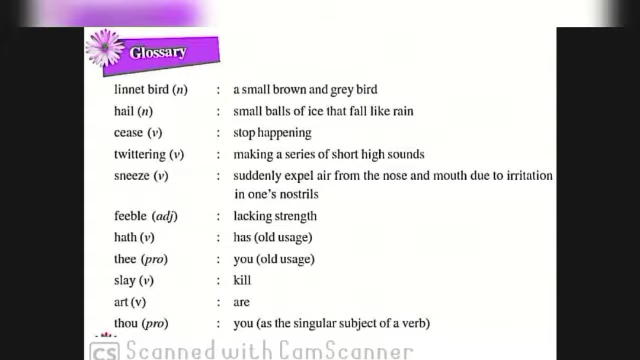 Glossary
linnet bird (n) : a small brown and grey bird
hail (n) : small balls of ice that fall like rain
cease (v) : stop happening
twittering (v) : making a series of short high sounds
sneeze (v) : suddenly expel air from the nose and mouth due to irritation
in one's nostrils
feeble (adj) : lacking strength
hath (v) : has (old usage)
thee (pro) : you (old usage)
slay (v) : kill
art (v) : are
thou (pro) : you (as the singular subject of a verb)
CS Scanned with CamScanner